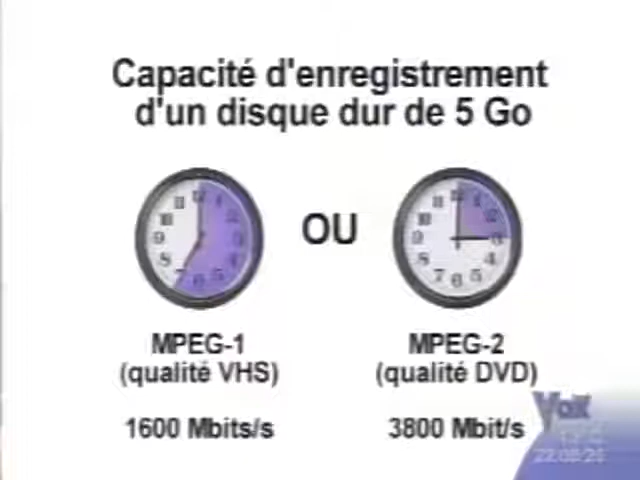 Capacité d'enregistrement
d'un disque dur de 5 Go
OU
MPEG-1
(qualité VHS)
1600 Mbits/s
MPEG-2
(qualité DVD)
3800 Mbit/s
Vox